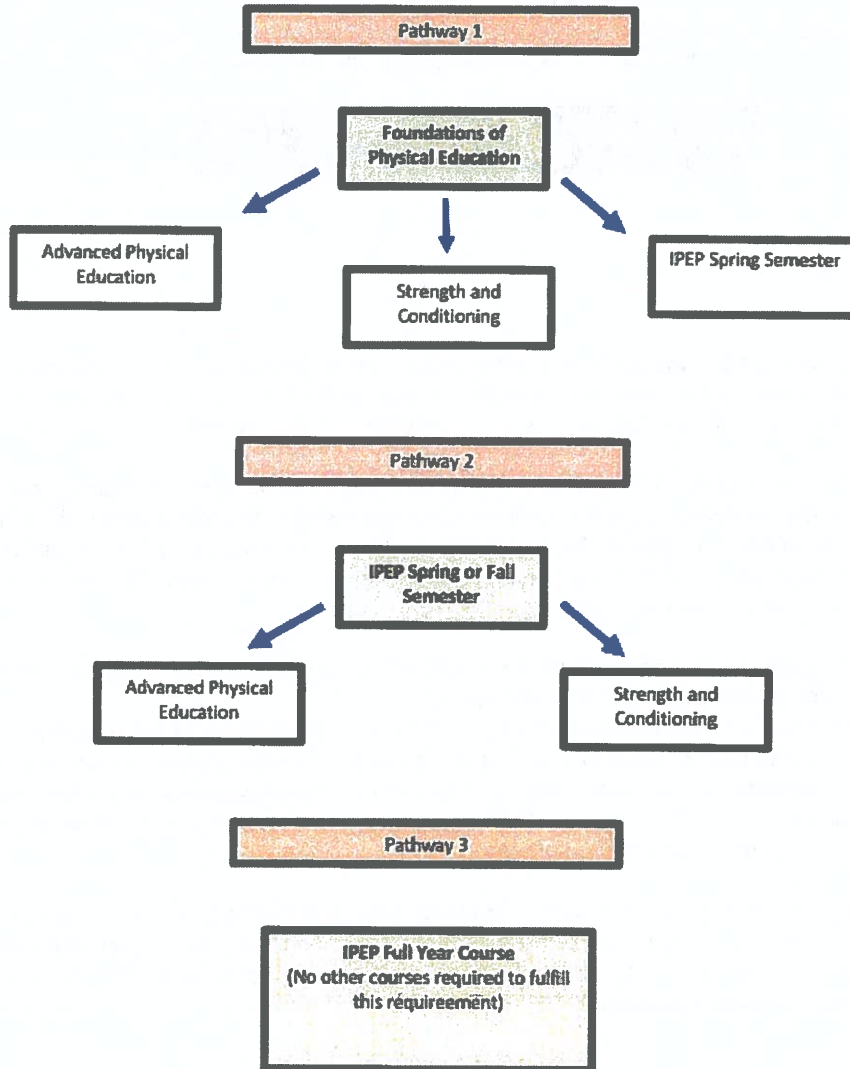 Pathway 1
Foundations of
Physical Education
Advanced Physical
Education
Strength and
Conditioning
IPEP Spring Semester
Pathway 2
IPEP Spring or Fall
Semester
Advanced Physical
Education
Strength and
Conditioning
Pathway 3
IPEP Full Year Course
(No other courses required to fulfill
this requireement)